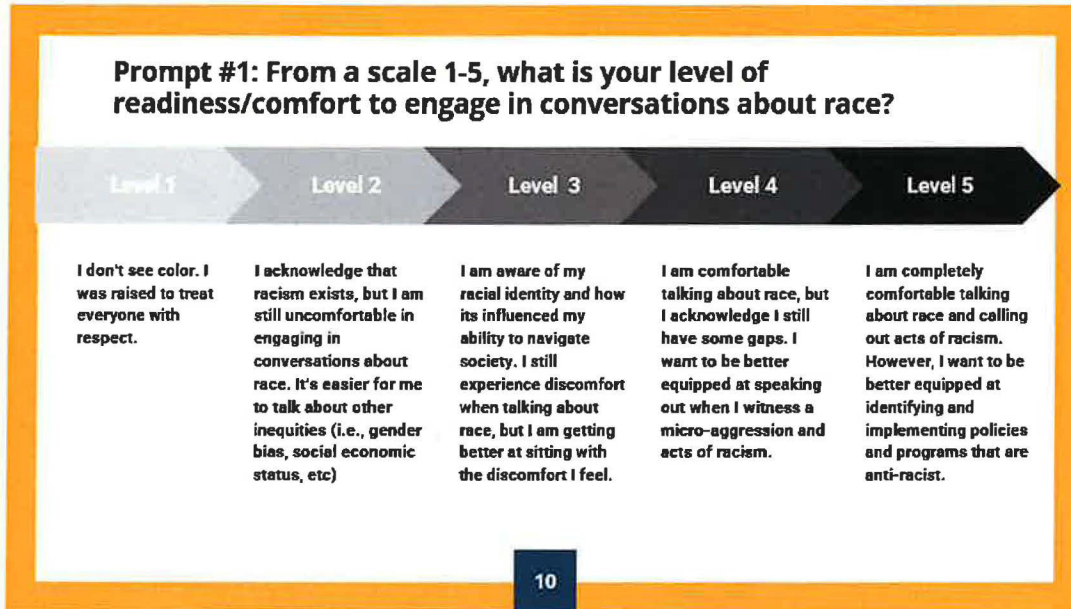 Prompt #1: From a scale 1-5, what is your level of
readiness/comfort to engage in conversations about race?
Level 1
Level 2
Level 3
Level 4
Level 5
I don't see color. I
was raised to treat
everyone with
respect.
I acknowledge that
racism exists, but I am
still uncomfortable in
engaging in
conversations about
race. It's easier for me
to talk about other
inequities (i.e., gender
bias, social economic
status, etc)
I am aware of my
racial identity and how
its influenced my
ability to navigate
society. I still
experience discomfort
when talking about
race, but I am getting
better at sitting with
the discomfort I feel.
I am comfortable
talking about race, but
I acknowledge I still
have some gaps. I
want to be better
equipped at speaking
out when I witness a
micro-aggression and
acts of racism.
I am completely
comfortable talking
about race and calling
out acts of racism.
However, I want to be
better equipped at
identifying and
implementing policies
and programs that are
anti-racist.
10